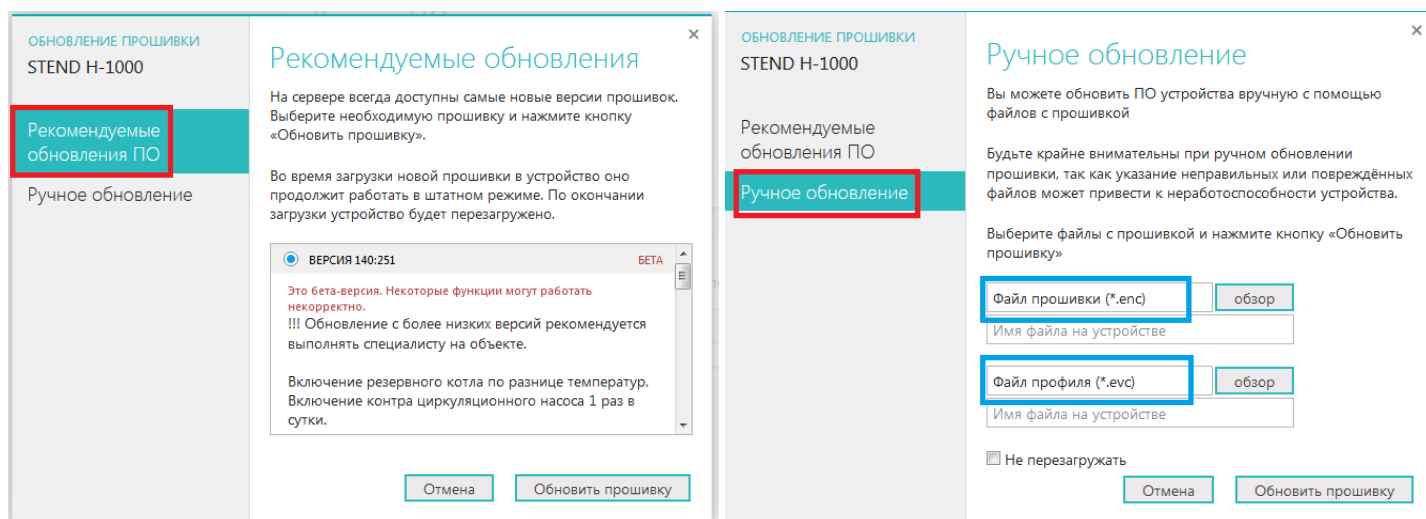 ОБНОВЛЕНИЕ ПРОШИВКИ
STEND H-1000
Рекомендуемые
обновления ПО
Ручное обновление
Рекомендуемые обновления
На сервере всегда доступны самые новые версии прошивок.
Выберите необходимую прошивку и нажмите кнопку
«Обновить прошивку».
Во время загрузки новой прошивки в устройство оно
продолжит работать в штатном режиме. По окончании
загрузки устройство будет перезагружено.
ВЕРСИЯ 140:251 БЕТА
Это бета-версия. Некоторые функции могут работать
некорректно.
!!! Обновление с более низких версий рекомендуется
выполнять специалисту на объекте.
Включение резервного котла по разнице температур.
Включение контра циркуляционного насоса 1 раз в
сутки.
Отмена Обновить прошивку
ОБНОВЛЕНИЕ ПРОШИВКИ
STEND H-1000
Рекомендуемые
обновления ПО
Ручное обновление
Ручное обновление
Вы можете обновить ПО устройства вручную с помощью
файлов с прошивкой
Будьте крайне внимательны при ручном обновлении
прошивки, так как указание неправильных или повреждённых
файлов может привести к неработоспособности устройства.
Выберите файлы с прошивкой и нажмите кнопку «Обновить
прошивку»
Файл прошивки (*.enc) обзор
Имя файла на устройстве
Файл профиля (*.evc) обзор
Имя файла на устройстве
Не перезагружать
Отмена Обновить прошивку